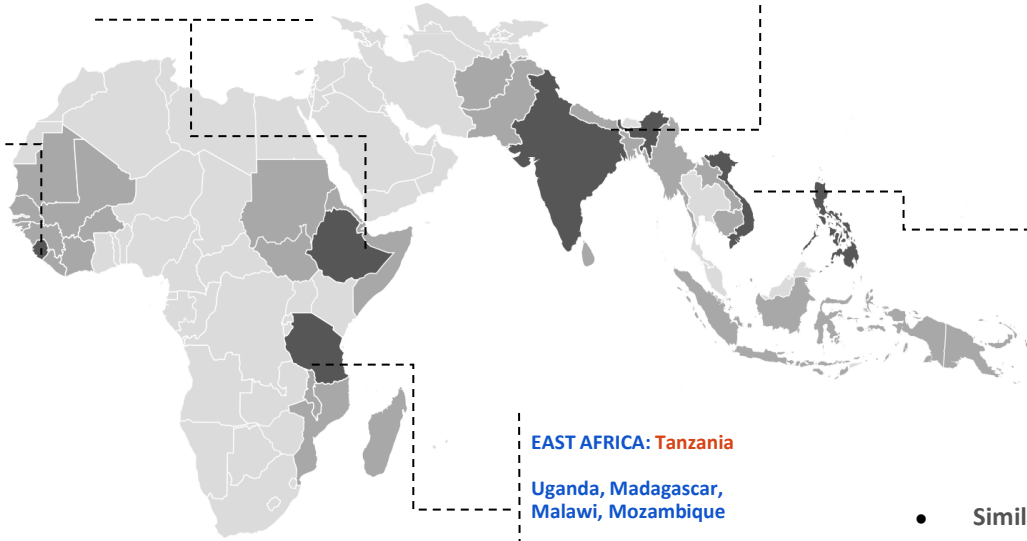 EAST AFRICA: Tanzania
Uganda, Madagascar,
Malawi, Mozambique
• Simil